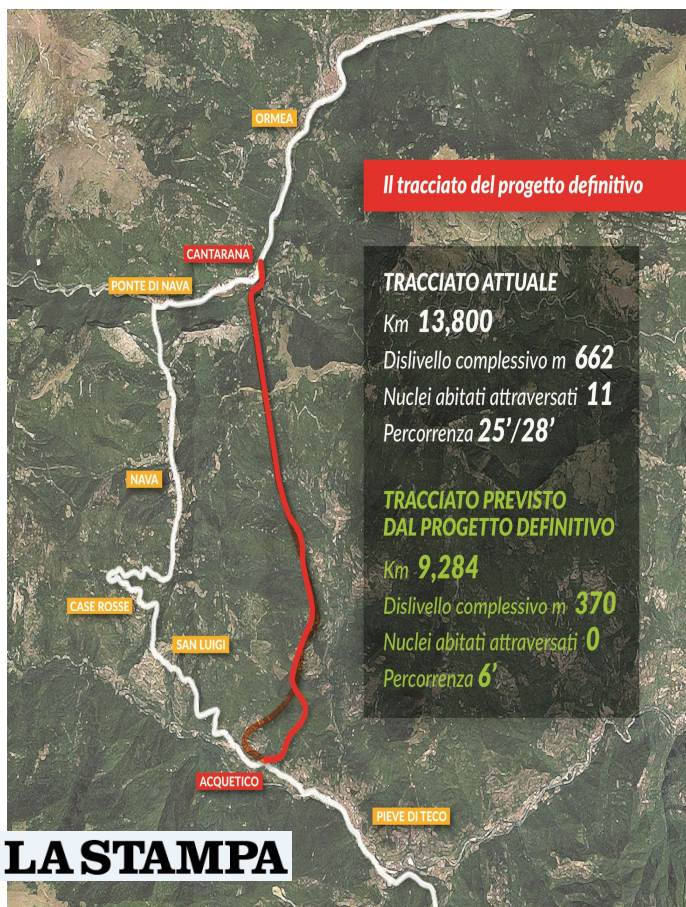 ORMEA
Il tracciato del progetto definitivo
CANTARANA
PONTE DI NAVA
TRACCIATO ATTUALE
Km 13,800
Dislivello complessivo m 662
Nuclei abitati attraversati 11
Percorrenza 25'/28'
NAVA
TRACCIATO PREVISTO
DAL PROGETTO DEFINITIVO
Km 9,284
Dislivello complessivo m 370
Nuclei abitati attraversati 0
Percorrenza 6'
CASE ROSSE
SAN LUIGI
ACQUETICO
PIEVE DI TECO
LA STAMPA